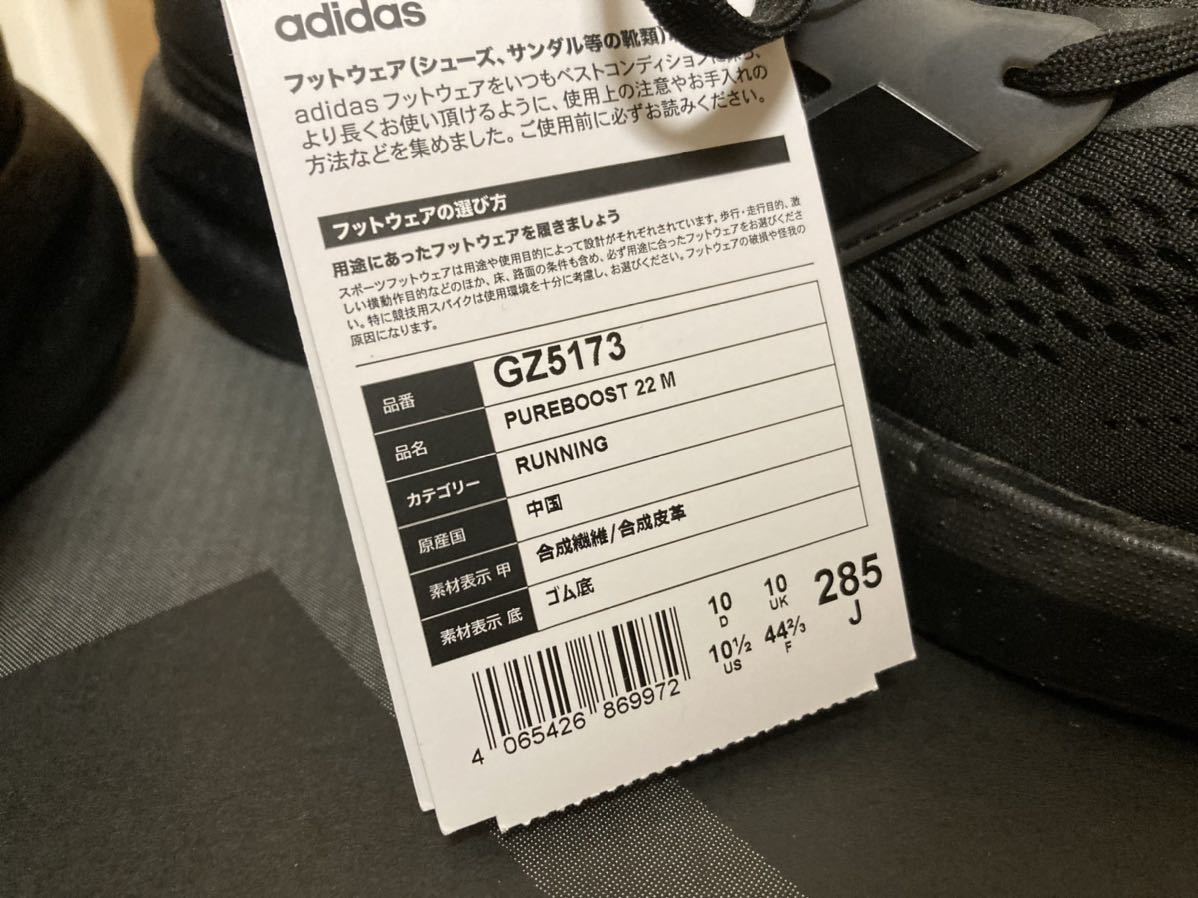 adidas
フットウェア(シューズ、サンダル等の靴類)
adidas フットウェアをいつもベストコンディションに保ち、
より長くお使い頂けるように、使用上の注意やお手入れの
方法などを集めました。ご使用前に必ずお読みください。
フットウェアの選び方
用途にあったフットウェアを履きましょう
スポーツフットウェアは用途や使用目的によって設計がそれぞれされています。歩行・走行目的、激
しい横動作目的などのほか、床、路面の条件も含め、必ず用途に合ったフットウェアをお選びくださ
い。特に競技用スパイクは使用環境を十分に考慮し、お選びください。フットウェアの破損や怪我の
原因になります。
品番 GZ5173
品名 PUREBOOST 22 M
カテゴリー RUNNING
原産国 中国
素材表示 甲 合成繊維/合成皮革
素材表示 底 ゴム底
10 D 10 UK 285 J
10½ US 44⅔ F
4 065426 869972